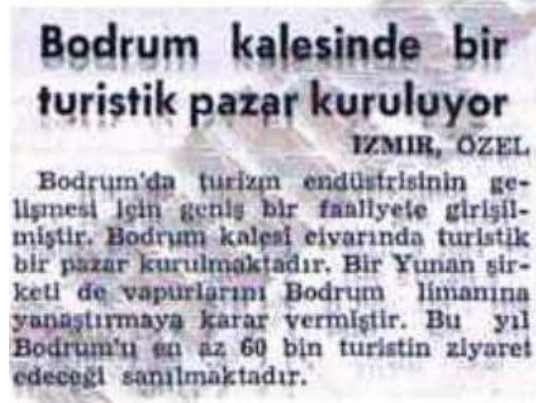 Bodrum kalesinde bir
turistik pazar kuruluyor
İZMİR, ÖZEL
Bodrum'da turizm endüstrisinin ge-
lişmesi için geniş bir faaliyete girişil-
miştir. Bodrum kalesi civarında turistik
bir pazar kurulmaktadır. Bir Yunan şir-
keti de vapurlarını Bodrum limanına
yanaştırmaya karar vermiştir. Bu yıl
Bodrum'u en az 60 bin turistin ziyaret
edeceği sanılmaktadır.